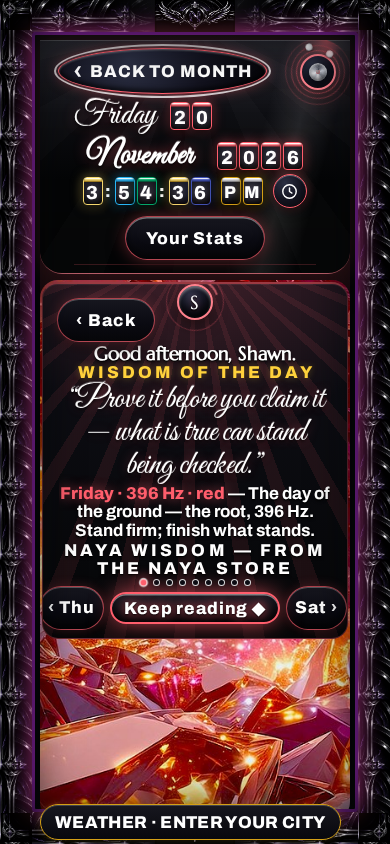 ‹ BACK TO MONTH
Friday 20
November 2026
3:54:36 PM
Your Stats
S
‹ Back
Good afternoon, Shawn.
WISDOM OF THE DAY
“Prove it before you claim it
— what is true can stand
being checked.”
Friday · 396 Hz · red — The day of
the ground — the root, 396 Hz.
Stand firm; finish what stands.
NAYA WISDOM — FROM
THE NAYA STORE
‹ Thu Keep reading ◆ Sat ›
WEATHER · ENTER YOUR CITY